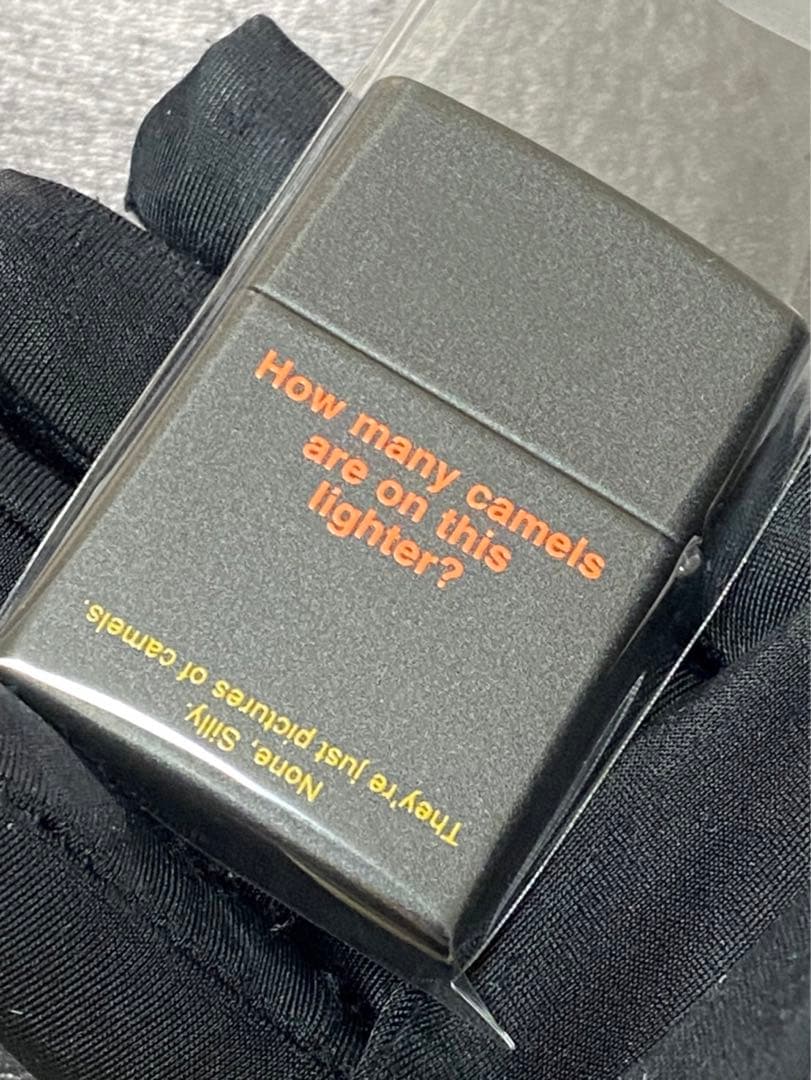 How many camels
are on this
lighter?
None, Silly.
They're just pictures of camels.